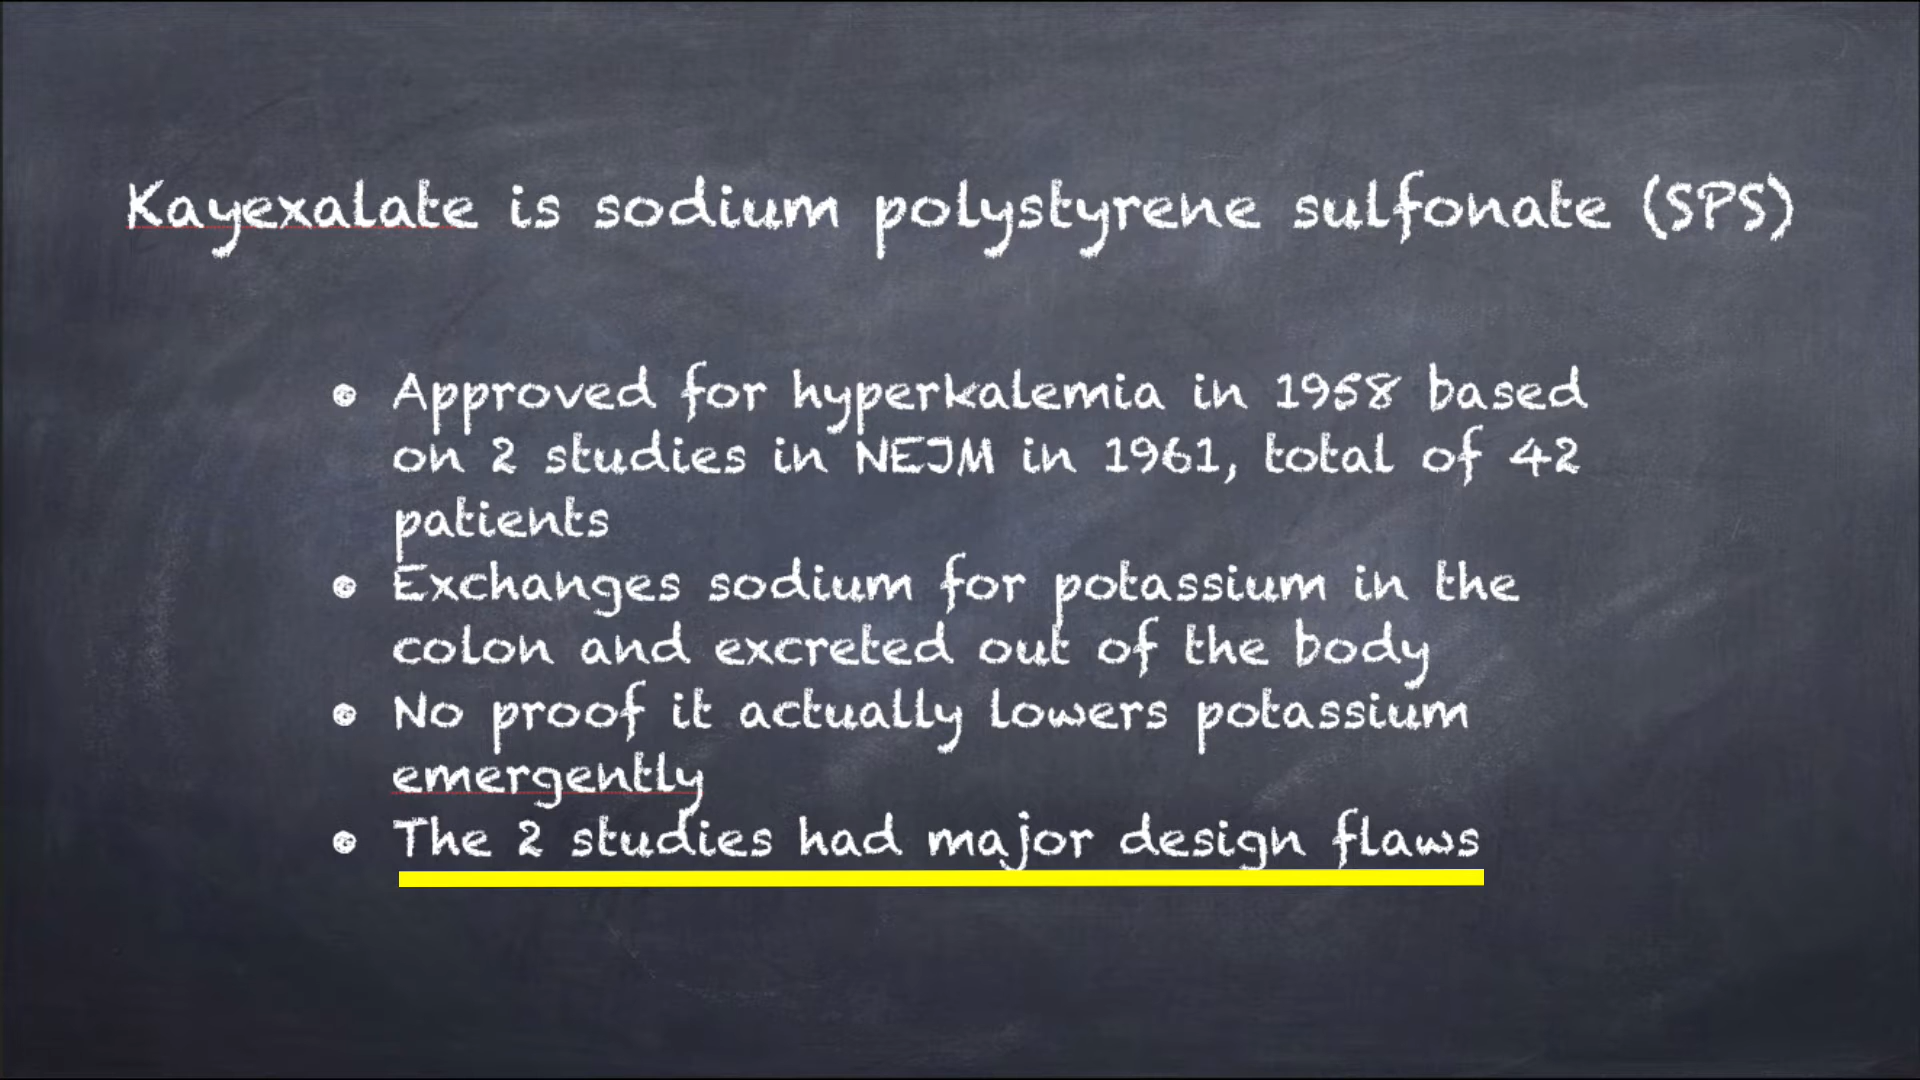 Kayexalate is sodium polystyrene sulfonate (SPS)
• Approved for hyperkalemia in 1958 based
on 2 studies in NEJM in 1961, total of 42
patients
• Exchanges sodium for potassium in the
colon and excreted out of the body
• No proof it actually lowers potassium
emergently
• The 2 studies had major design flaws